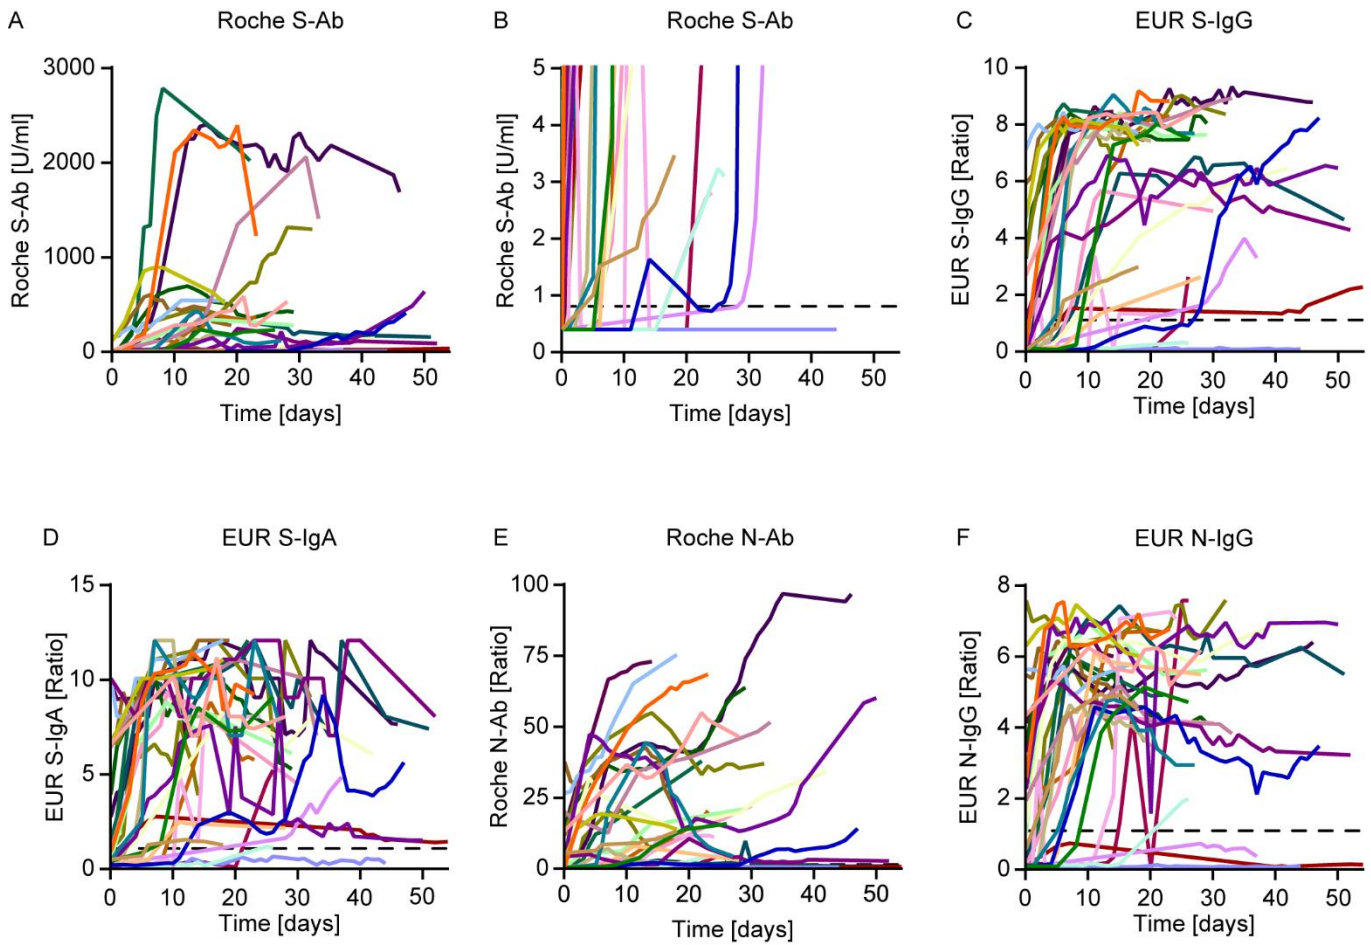 A Roche S-Ab
Roche S-Ab [U/ml]
3000
2000
1000
0
0 10 20 30 40 50
Time [days]
B Roche S-Ab
Roche S-Ab [U/ml]
5
4
3
2
1
0
0 10 20 30 40 50
Time [days]
C EUR S-IgG
EUR S-IgG [Ratio]
10
8
6
4
2
0
0 10 20 30 40 50
Time [days]
D EUR S-IgA
EUR S-IgA [Ratio]
15
10
5
0
0 10 20 30 40 50
Time [days]
E Roche N-Ab
Roche N-Ab [Ratio]
100
75
50
25
0
0 10 20 30 40 50
Time [days]
F EUR N-IgG
EUR N-IgG [Ratio]
8
6
4
2
0
0 10 20 30 40 50
Time [days]